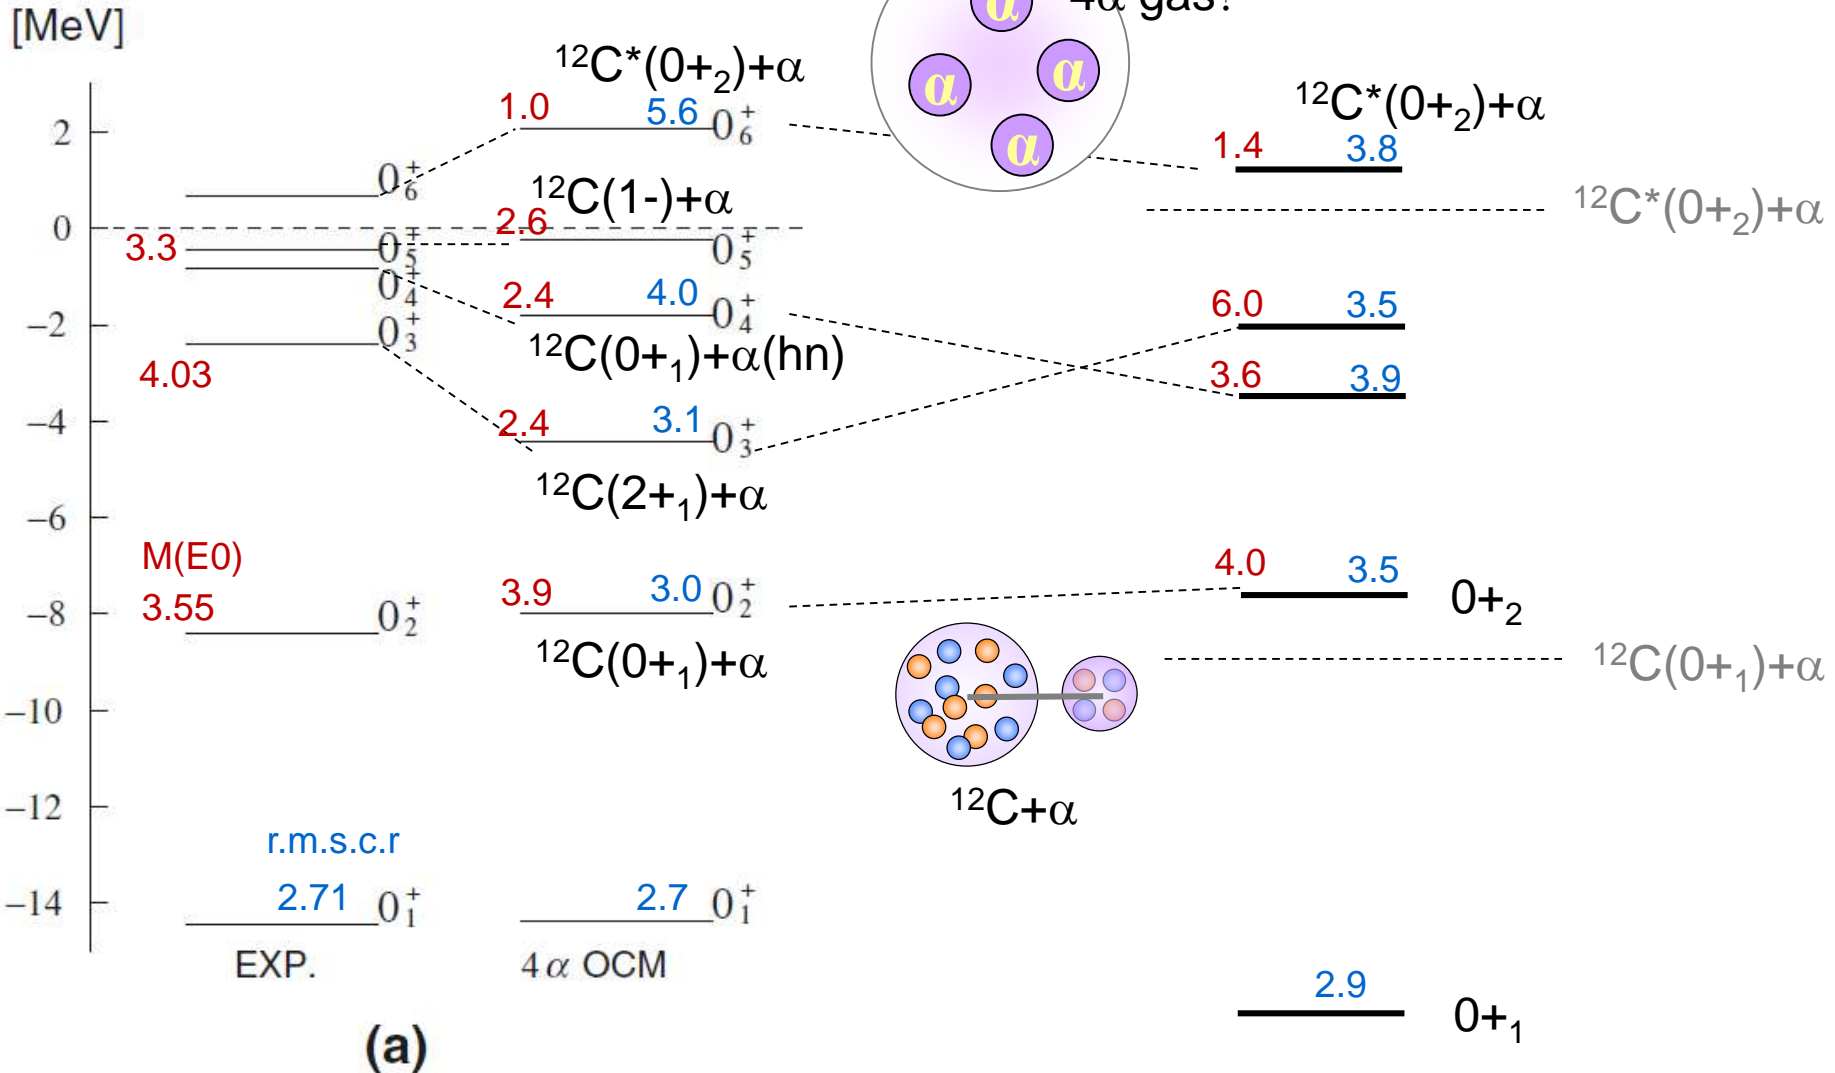 [MeV]
4α gas?
α
α
α
α
¹²C*(0+₂)+α
1.0 5.6 0₆⁺
¹²C*(0+₂)+α
1.4 3.8
2
0₆⁺
¹²C(1-)+α
¹²C*(0+₂)+α
0
2.6
3.3 0₅⁺ 0₅⁺
0₄⁺
2.4 4.0 0₄⁺
6.0 3.5
−2
0₃⁺
¹²C(0+₁)+α(hn)
4.03
3.6 3.9
−4
2.4 3.1 0₃⁺
¹²C(2+₁)+α
−6
M(E0)
3.55 0₂⁺
3.9 3.0 0₂⁺
4.0 3.5
0+₂
−8
¹²C(0+₁)+α
¹²C(0+₁)+α
−10
¹²C+α
−12
r.m.s.c.r
−14
2.71 0₁⁺
2.7 0₁⁺
EXP. 4α OCM
2.9
0+₁
(a)